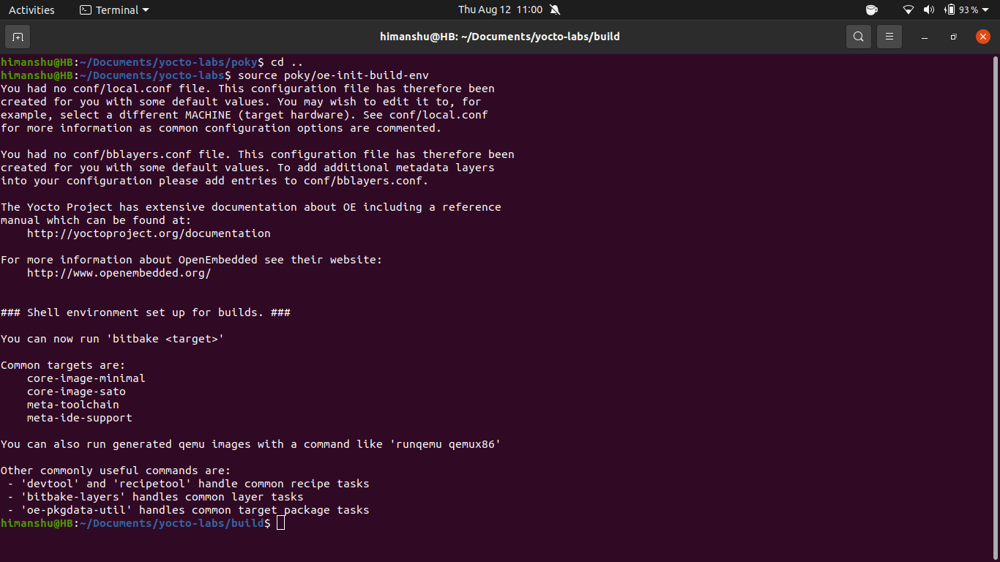 Activities Terminal Thu Aug 12 11:00 93%
himanshu@HB: ~/Documents/yocto-labs/build
himanshu@HB:~/Documents/yocto-labs/poky$ cd ..
himanshu@HB:~/Documents/yocto-labs$ source poky/oe-init-build-env
You had no conf/local.conf file. This configuration file has therefore been
created for you with some default values. You may wish to edit it to, for
example, select a different MACHINE (target hardware). See conf/local.conf
for more information as common configuration options are commented.

You had no conf/bblayers.conf file. This configuration file has therefore been
created for you with some default values. To add additional metadata layers
into your configuration please add entries to conf/bblayers.conf.

The Yocto Project has extensive documentation about OE including a reference
manual which can be found at:
    http://yoctoproject.org/documentation

For more information about OpenEmbedded see their website:
    http://www.openembedded.org/

### Shell environment set up for builds. ###

You can now run 'bitbake <target>'

Common targets are:
    core-image-minimal
    core-image-sato
    meta-toolchain
    meta-ide-support

You can also run generated qemu images with a command like 'runqemu qemux86'

Other commonly useful commands are:
 - 'devtool' and 'recipetool' handle common recipe tasks
 - 'bitbake-layers' handles common layer tasks
 - 'oe-pkgdata-util' handles common target package tasks
himanshu@HB:~/Documents/yocto-labs/build$